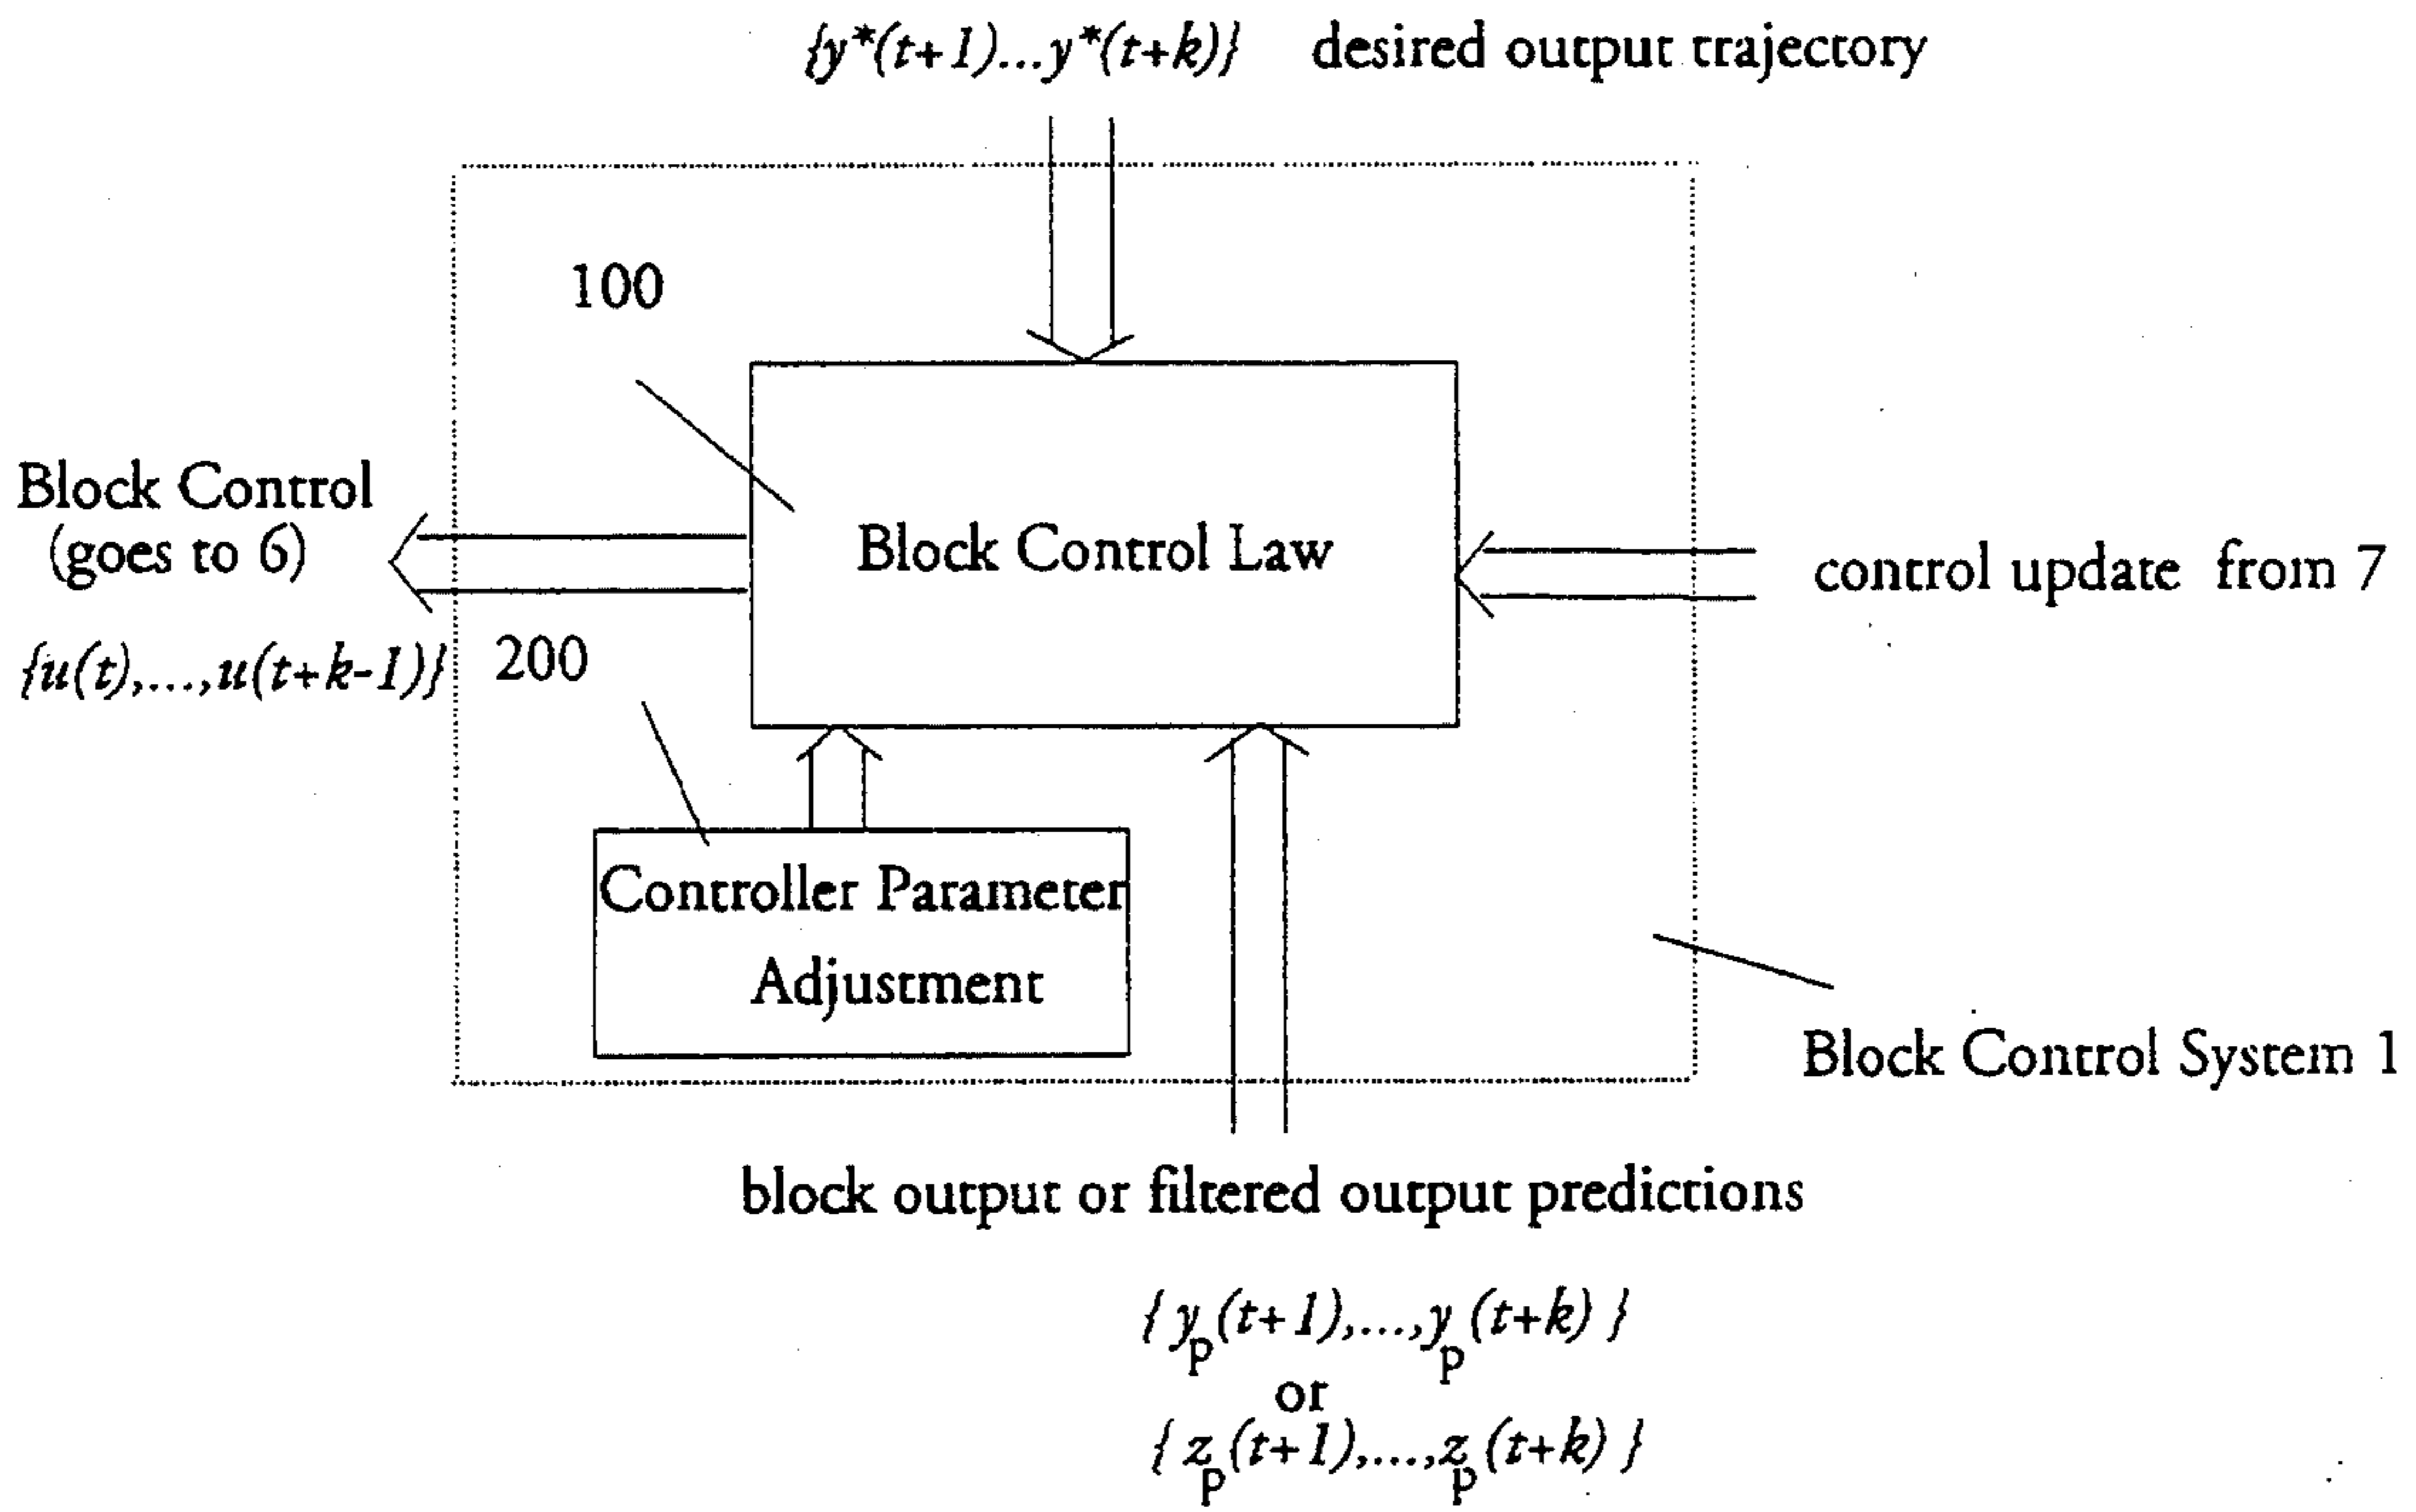 {y*(t+1)...y*(t+k)} desired output trajectory
100
Block Control
(goes to 6)
Block Control Law
control update from 7
{u(t),...,u(t+k-1)}
200
Controller Parameter
Adjustment
Block Control System 1
block output or filtered output predictions
{ yp(t+1),...,yp(t+k) }
or
{ zp(t+1),...,zp(t+k) }